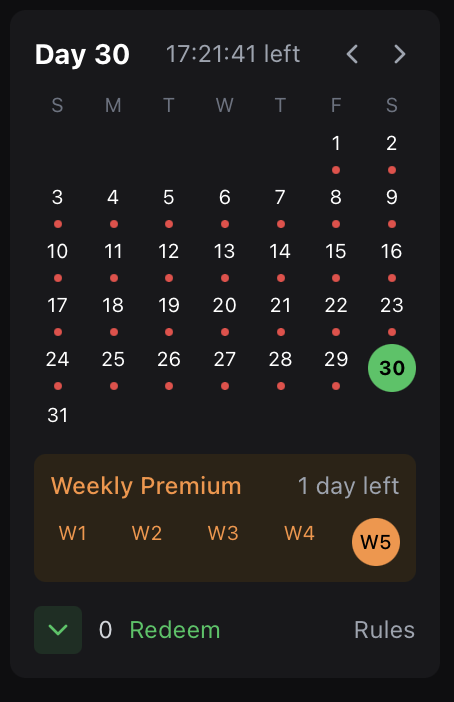 Day 30 17:21:41 left
S M T W T F S
1 2
3 4 5 6 7 8 9
10 11 12 13 14 15 16
17 18 19 20 21 22 23
24 25 26 27 28 29 30
31
Weekly Premium 1 day left
W1 W2 W3 W4 W5
0 Redeem Rules